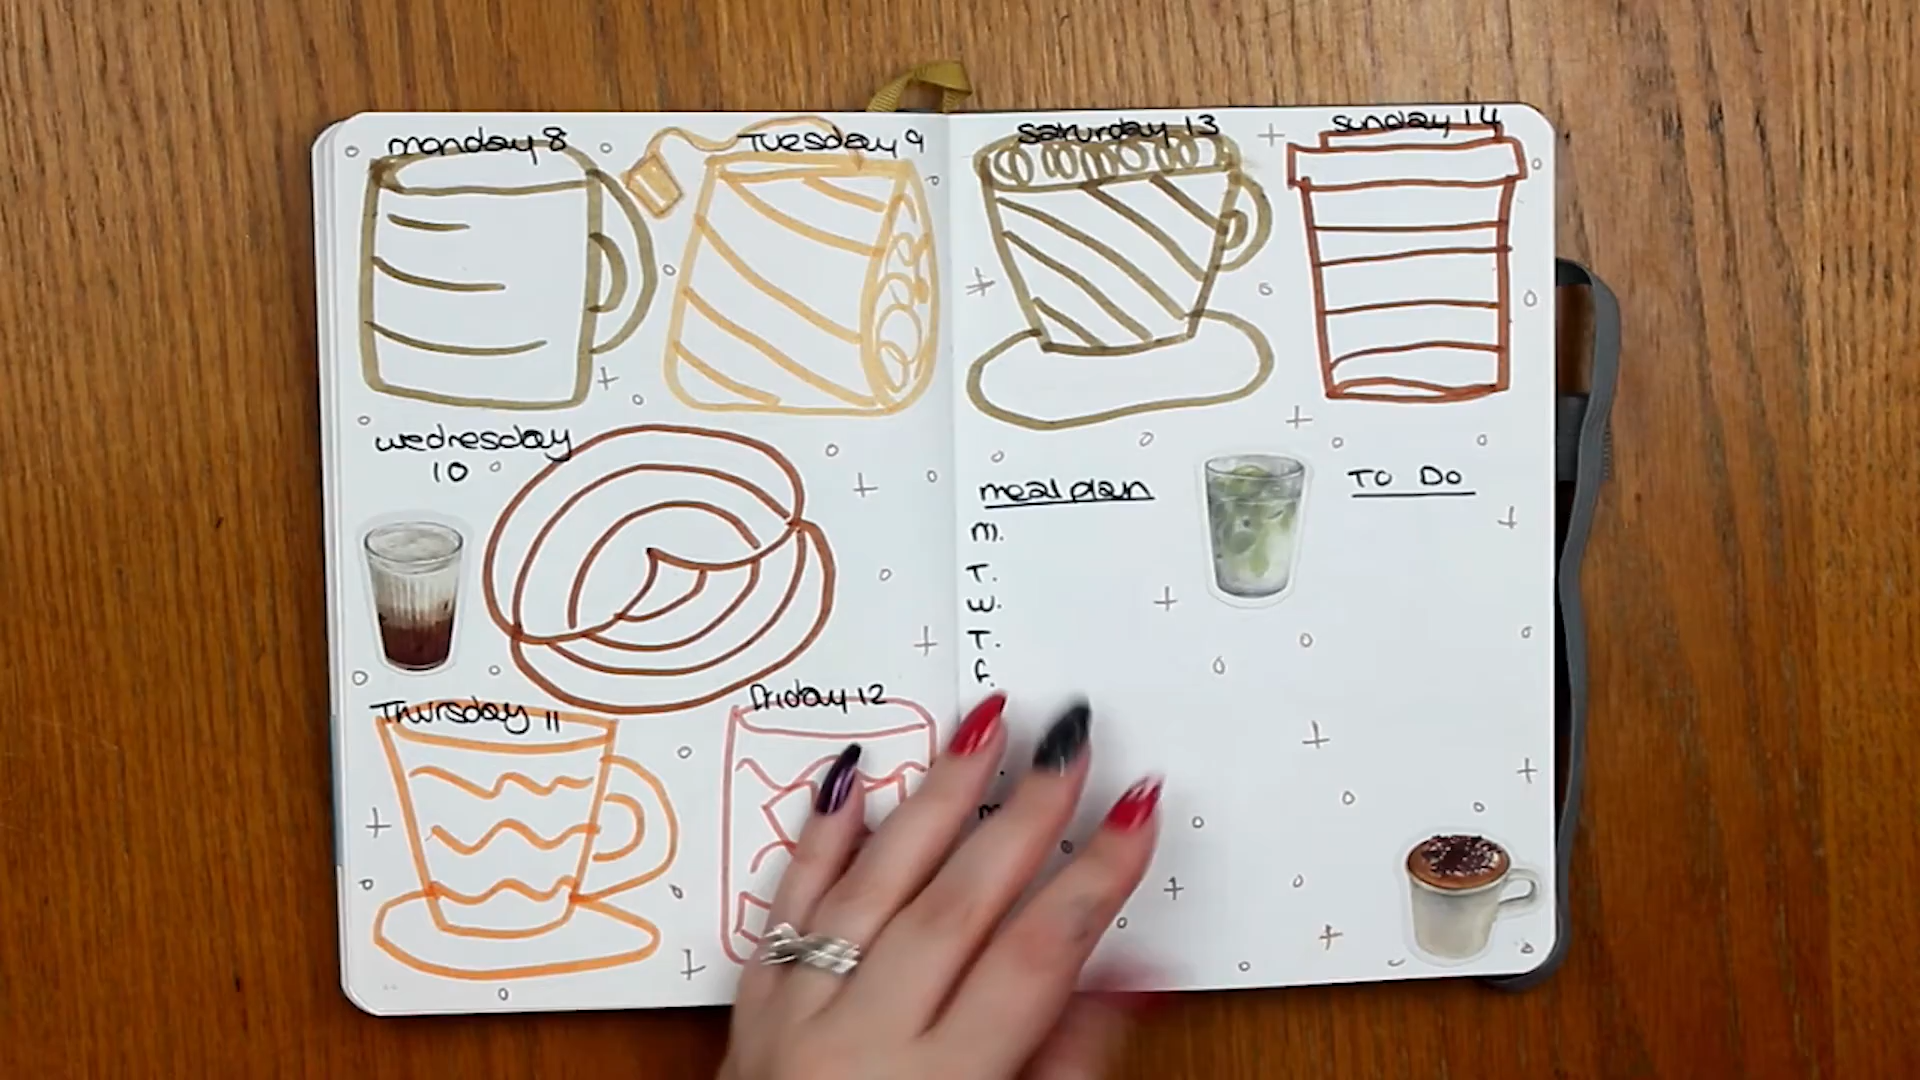 monday 8
Tuesday 9
wednesday
10
Thursday 11
friday 12
saturday 13
sunday 14
meal plan
m.
T.
w.
T.
f.
TO DO